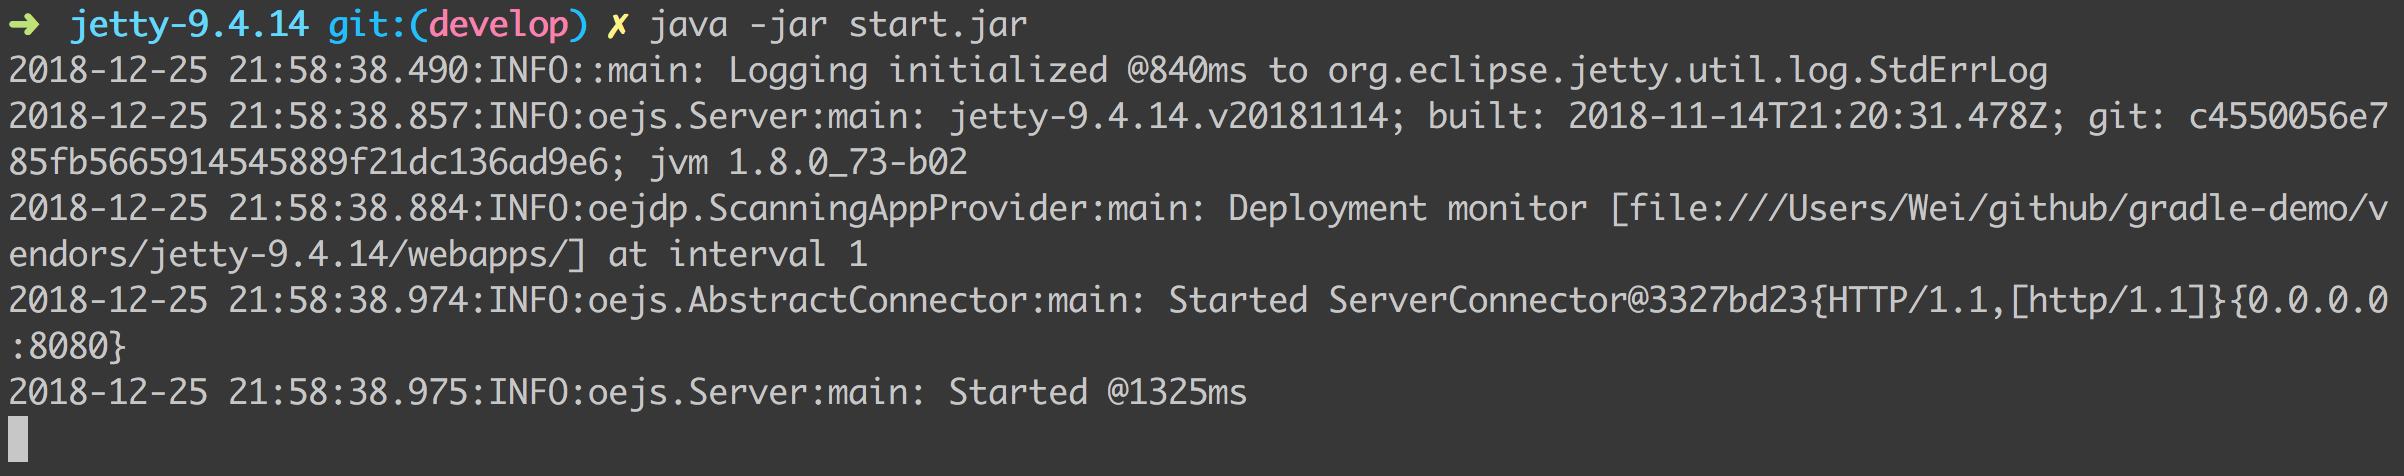 ➜ jetty-9.4.14 git:(develop) ✗ java -jar start.jar
2018-12-25 21:58:38.490:INFO::main: Logging initialized @840ms to org.eclipse.jetty.util.log.StdErrLog
2018-12-25 21:58:38.857:INFO:oejs.Server:main: jetty-9.4.14.v20181114; built: 2018-11-14T21:20:31.478Z; git: c4550056e7
85fb5665914545889f21dc136ad9e6; jvm 1.8.0_73-b02
2018-12-25 21:58:38.884:INFO:oejdp.ScanningAppProvider:main: Deployment monitor [file:///Users/Wei/github/gradle-demo/v
endors/jetty-9.4.14/webapps/] at interval 1
2018-12-25 21:58:38.974:INFO:oejs.AbstractConnector:main: Started ServerConnector@3327bd23{HTTP/1.1,[http/1.1]}{0.0.0.0
:8080}
2018-12-25 21:58:38.975:INFO:oejs.Server:main: Started @1325ms